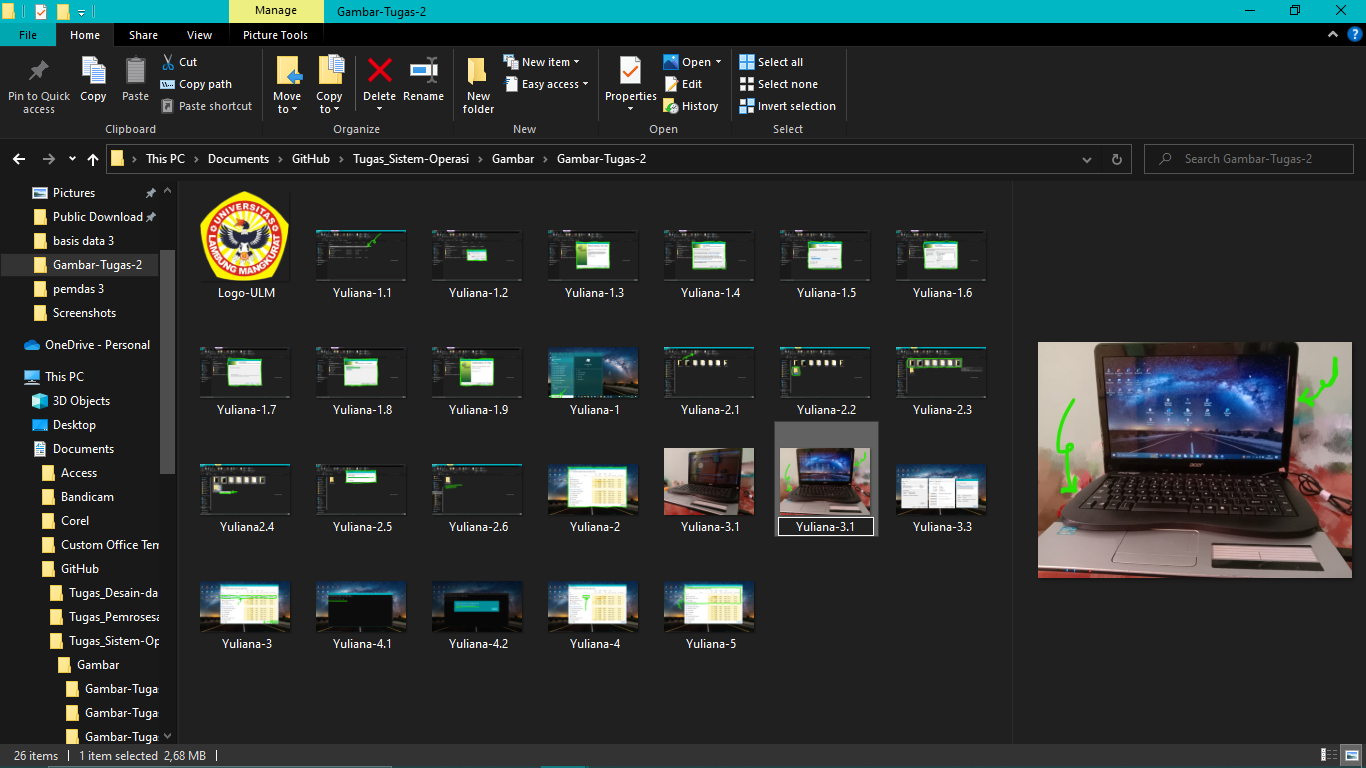 Manage
Gambar-Tugas-2
File
Home
Share
View
Picture Tools
Pin to Quick access
Copy
Paste
Cut
Copy path
Paste shortcut
Clipboard
Move to
Copy to
Delete
Rename
Organize
New folder
New item
Easy access
New
Properties
Open
Edit
History
Open
Select all
Select none
Invert selection
Select
This PC
Documents
GitHub
Tugas_Sistem-Operasi
Gambar
Gambar-Tugas-2
Search Gambar-Tugas-2
Pictures
Public Download
basis data 3
Gambar-Tugas-2
pemdas 3
Screenshots
OneDrive - Personal
This PC
3D Objects
Desktop
Documents
Access
Bandicam
Corel
Custom Office Tem
GitHub
Tugas_Desain-da
Tugas_Pemrosesa
Tugas_Sistem-Op
Gambar
Gambar-Tugas
Gambar-Tugas
Gambar-Tugas
UNIVERSITAS
LAMBUNG MANGKURAT
Logo-ULM
Yuliana-1.1
Yuliana-1.2
Yuliana-1.3
Yuliana-1.4
Yuliana-1.5
Yuliana-1.6
Yuliana-1.7
Yuliana-1.8
Yuliana-1.9
Yuliana-1
Yuliana-2.1
Yuliana-2.2
Yuliana-2.3
Yuliana2.4
Yuliana-2.5
Yuliana-2.6
Yuliana-2
Yuliana-3.1
Yuliana-3.1
Yuliana-3.3
Yuliana-3
Yuliana-4.1
Yuliana-4.2
Yuliana-4
Yuliana-5
acer
26 items
1 item selected 2,68 MB